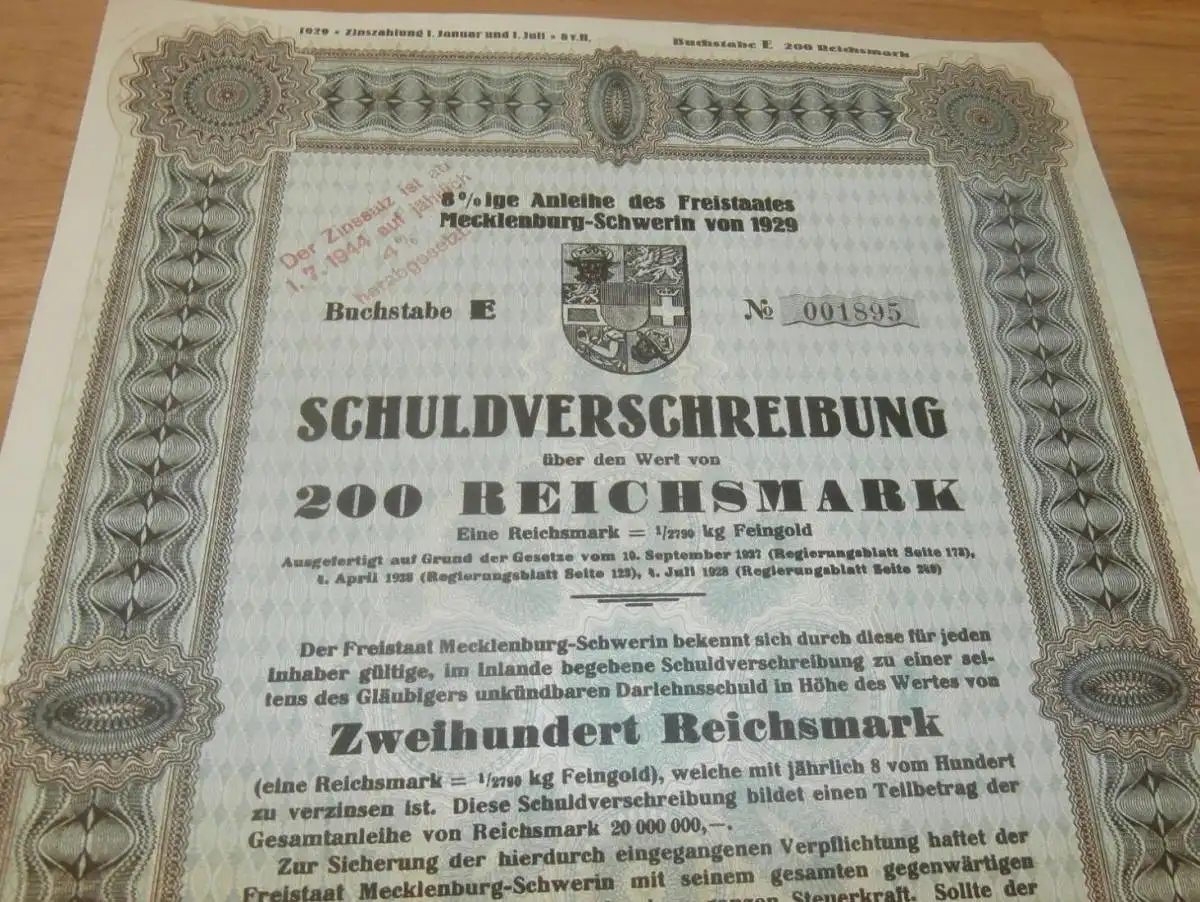 1929 • Zinszahlung 1. Januar und 1. Juli • 8 v.H.
Buchstabe E 200 Reichsmark
Der Zinssatz ist ab
1.7.1944 auf jährlich
4%
herabgesetzt
8%ige Anleihe des Freistaates
Mecklenburg-Schwerin von 1929
Buchstabe E
№ 001895
SCHULDVERSCHREIBUNG
über den Wert von
200 REICHSMARK
Eine Reichsmark = 1/2790 kg Feingold
Ausgefertigt auf Grund der Gesetze vom 10. September 1927 (Regierungsblatt Seite 178),
4. April 1928 (Regierungsblatt Seite 123), 4. Juli 1928 (Regierungsblatt Seite 249)
Der Freistaat Mecklenburg-Schwerin bekennt sich durch diese für jeden
Inhaber gültige, im Inlande begebene Schuldverschreibung zu einer sei-
tens des Gläubigers unkündbaren Darlehnsschuld in Höhe des Wertes von
Zweihundert Reichsmark
(eine Reichsmark = 1/2790 kg Feingold), welche mit jährlich 8 vom Hundert
zu verzinsen ist. Diese Schuldverschreibung bildet einen Teilbetrag der
Gesamtanleihe von Reichsmark 20 000 000,—.
Zur Sicherung der hierdurch eingegangenen Verpflichtung haftet der
Freistaat Mecklenburg-Schwerin mit seinem gesamten gegenwärtigen
Steuerkraft. Sollte der